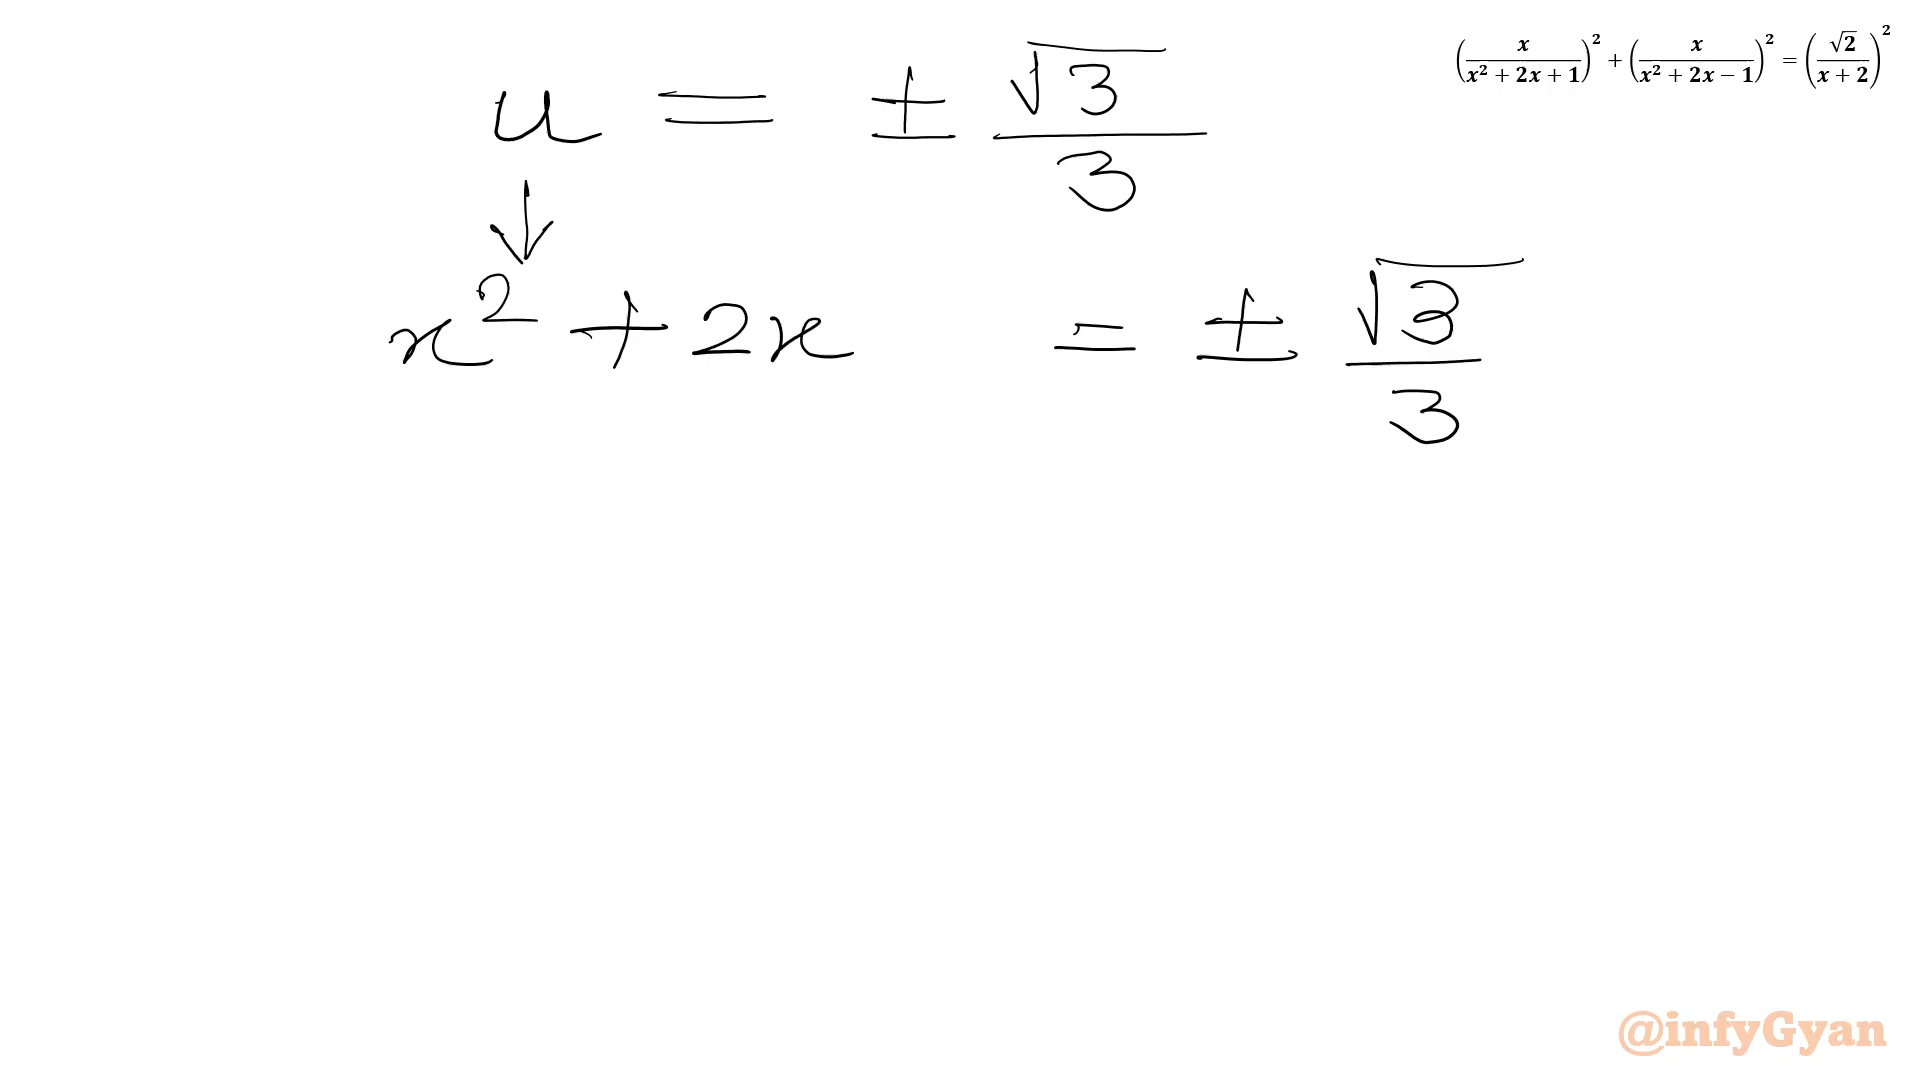 (x/(x² + 2x + 1))² + (x/(x² + 2x − 1))² = (√2/(x + 2))²
u = ± √3/3
↓
x² + 2x = ± √3/3
@infyGyan